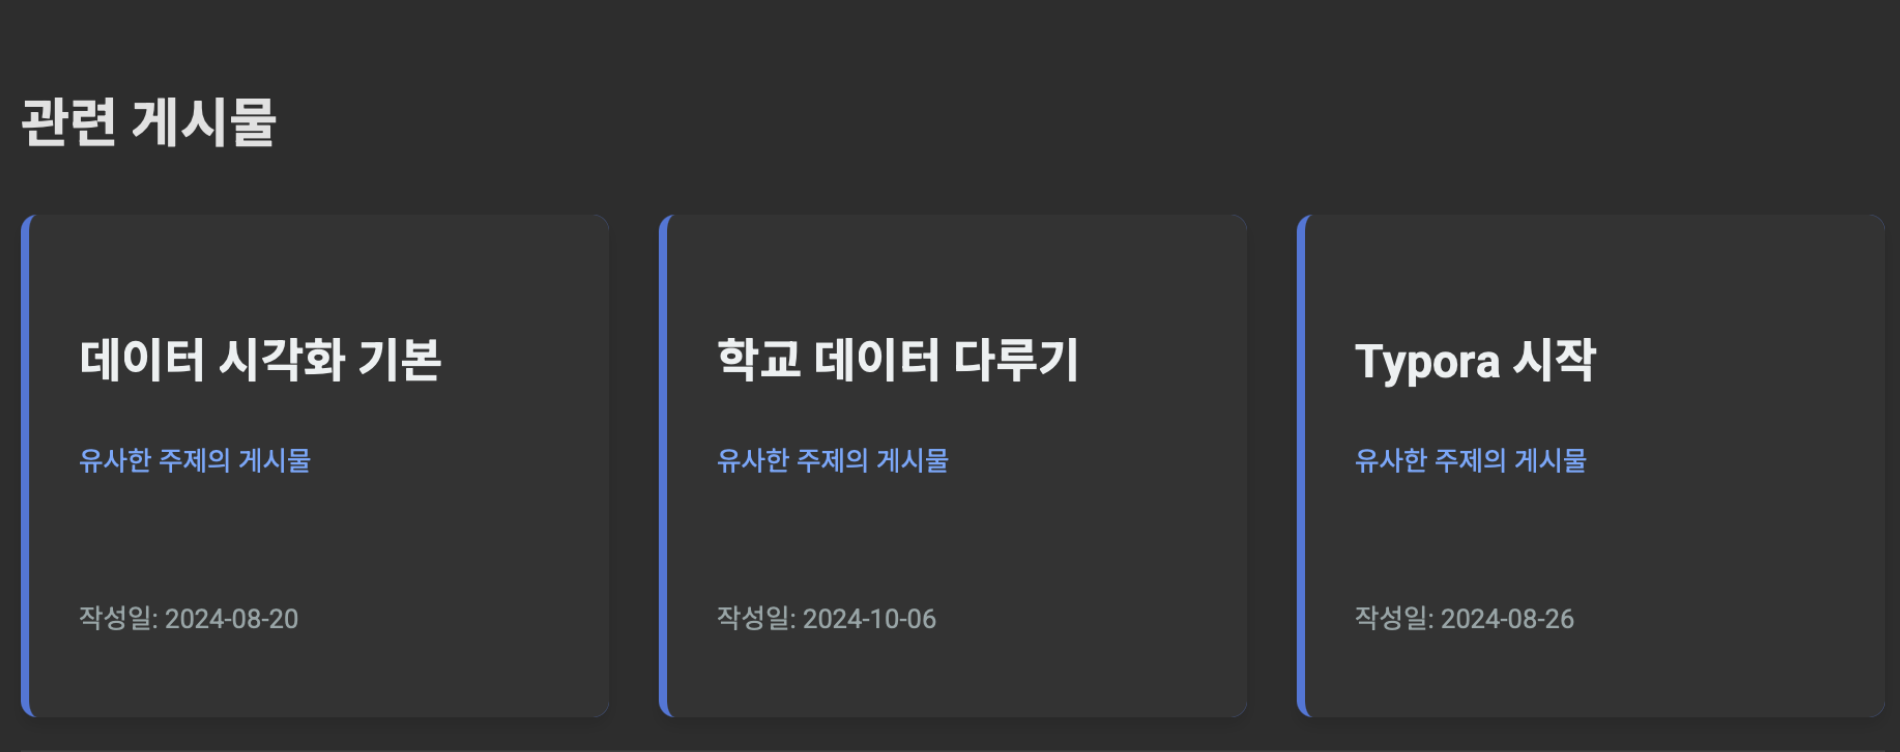 관련 게시물
데이터 시각화 기본
유사한 주제의 게시물
작성일: 2024-08-20
학교 데이터 다루기
유사한 주제의 게시물
작성일: 2024-10-06
Typora 시작
유사한 주제의 게시물
작성일: 2024-08-26